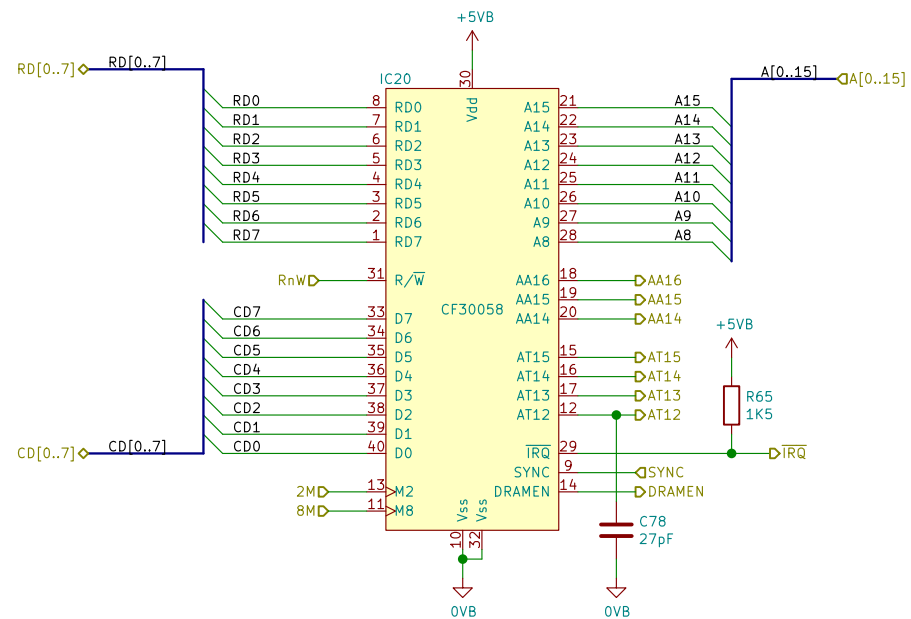 +5VB
RD[0..7] RD[0..7] IC20 30 Vdd A[0..15] A[0..15]
RD0 8 RD0 A15 21 A15
RD1 7 RD1 A14 22 A14
RD2 6 RD2 A13 23 A13
RD3 5 RD3 A12 24 A12
RD4 4 RD4 A11 25 A11
RD5 3 RD5 A10 26 A10
RD6 2 RD6 A9 27 A9
RD7 1 RD7 A8 28 A8
RnW 31 R/W AA16 18 AA16
AA15 19 AA15
CF30058
CD7 33 D7 AA14 20 AA14
+5VB
CD6 34 D6
CD5 35 D5 AT15 15 AT15
CD4 36 D4 AT14 16 AT14
CD3 37 D3 AT13 17 AT13 R65
CD2 38 D2 AT12 12 AT12 1K5
CD1 39 D1
CD[0..7] CD[0..7] CD0 40 D0 IRQ 29 IRQ
SYNC 9 SYNC
2M 13 M2 DRAMEN 14 DRAMEN
8M 11 M8 Vss Vss
C78
10 32 27pF
0VB 0VB